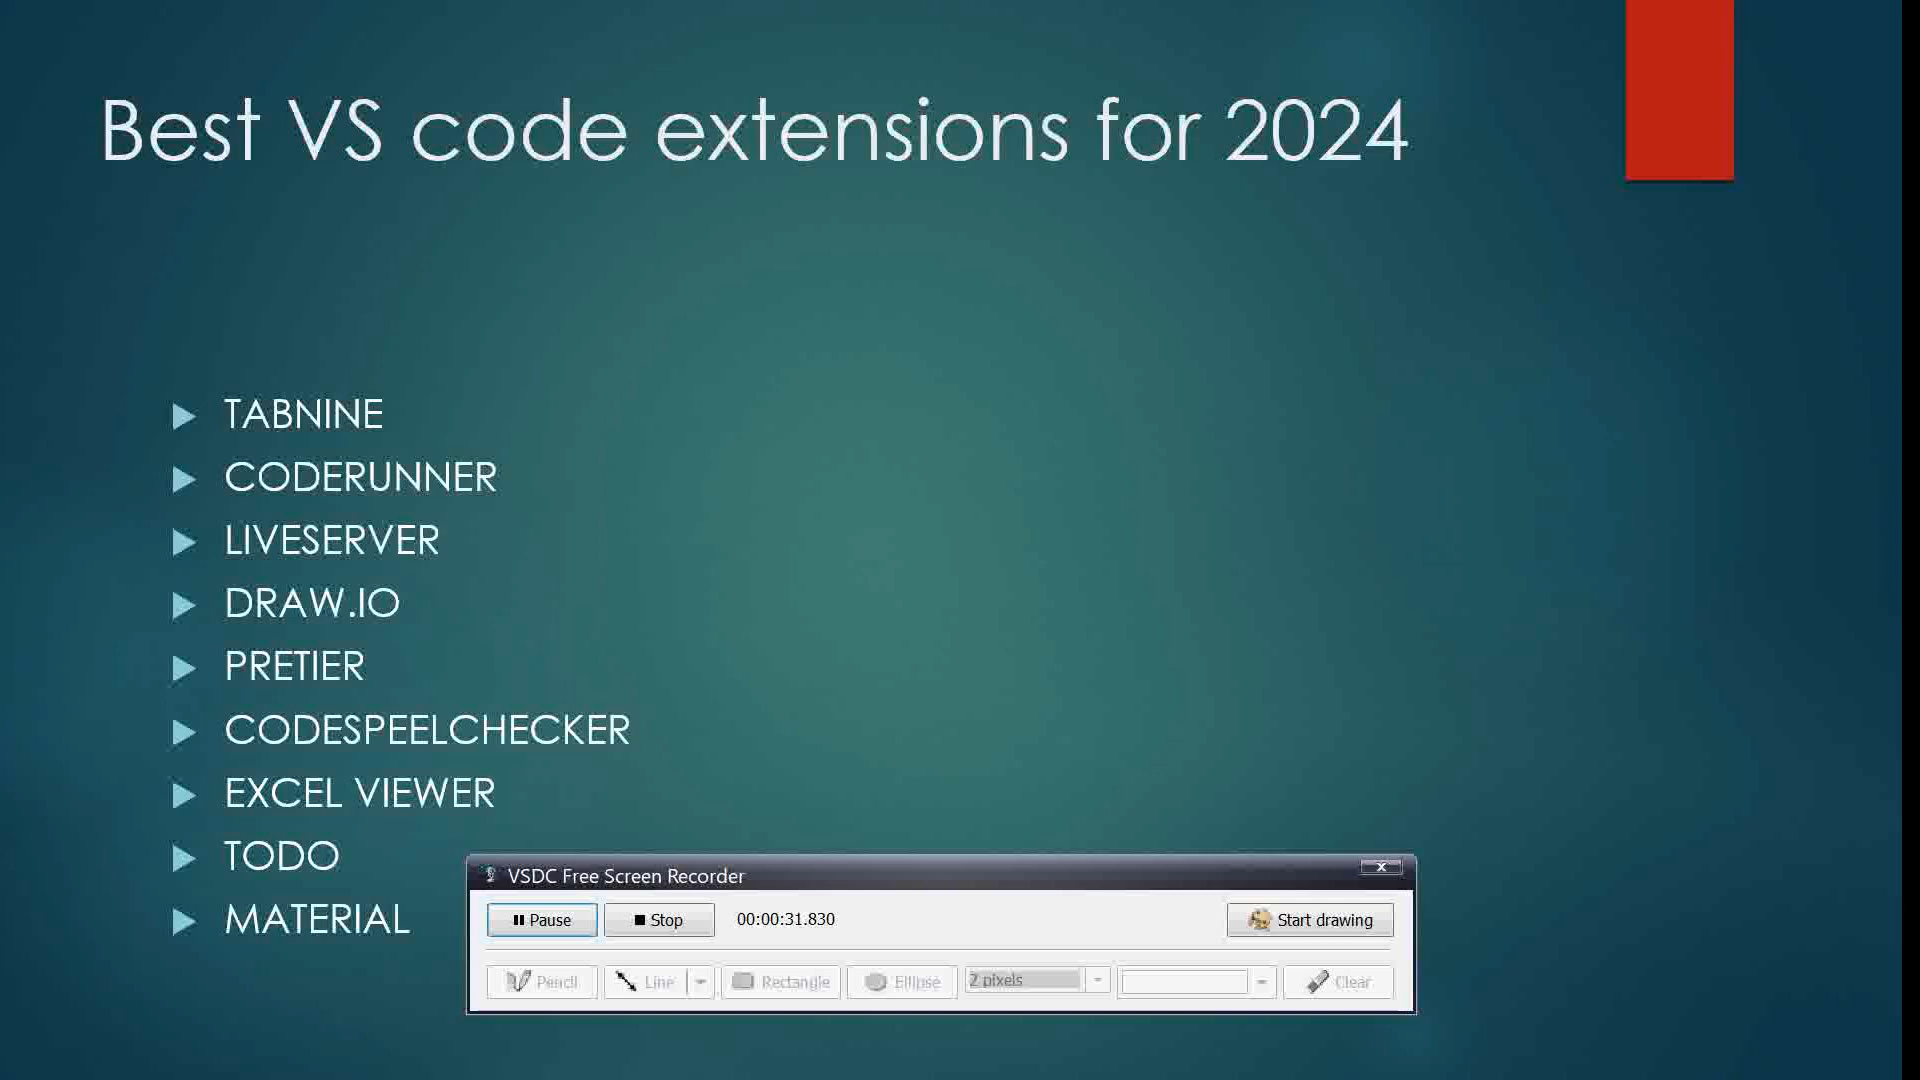 Best VS code extensions for 2024
TABNINE
CODERUNNER
LIVESERVER
DRAW.IO
PRETIER
CODESPEELCHECKER
EXCEL VIEWER
TODO
MATERIAL
VSDC Free Screen Recorder
x
Pause Stop 00:00:31.830 Start drawing
Pencil Line Rectangle Ellipse 2 pixels Clear